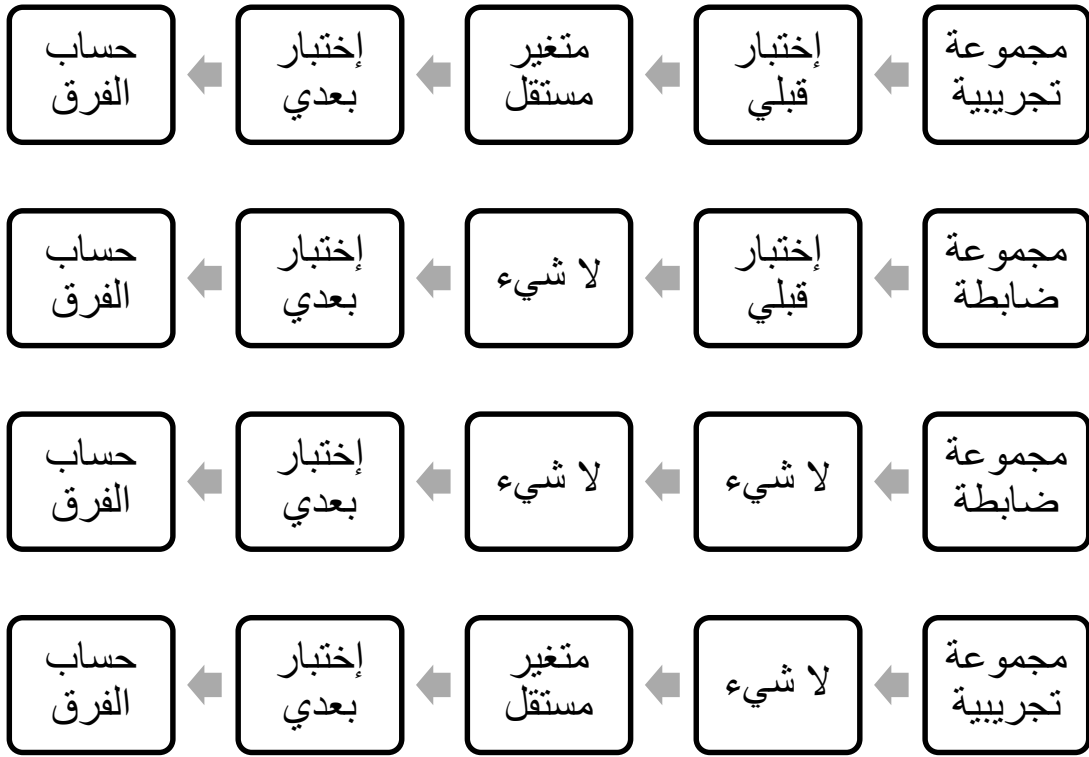 مجموعة
تجريبية
إختبار
قبلي
متغير
مستقل
إختبار
بعدي
حساب
الفرق
مجموعة
ضابطة
إختبار
قبلي
لا شيء
إختبار
بعدي
حساب
الفرق
مجموعة
ضابطة
لا شيء
لا شيء
إختبار
بعدي
حساب
الفرق
مجموعة
تجريبية
لا شيء
متغير
مستقل
إختبار
بعدي
حساب
الفرق